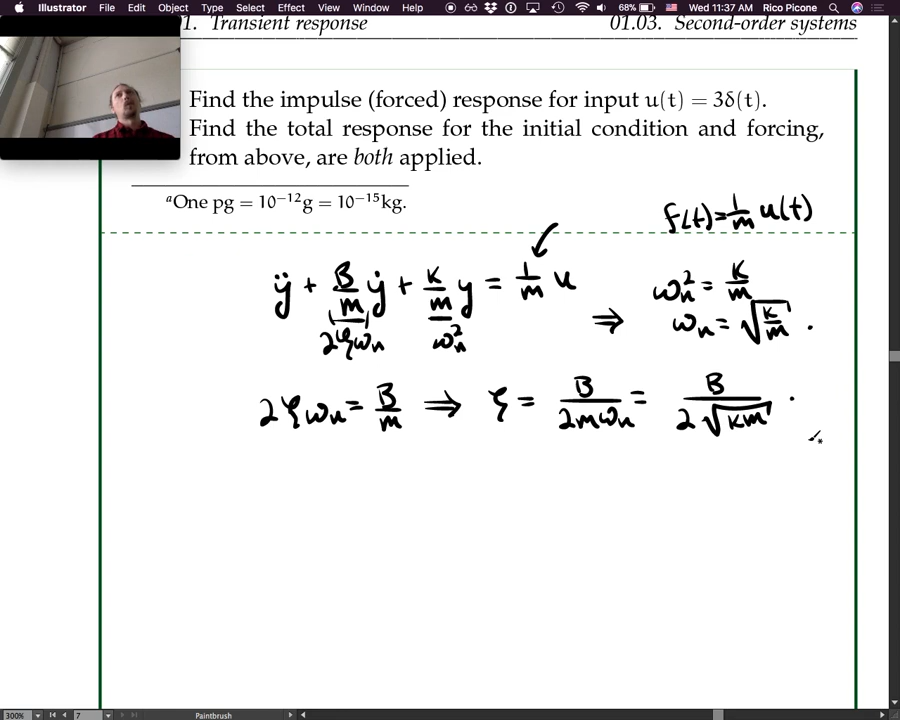 Illustrator File Edit Object Type Select Effect View Window Help 68% Wed 11:37 AM Rico Picone
1. Transient response 01.03. Second-order systems
Find the impulse (forced) response for input u(t) = 3δ(t).
Find the total response for the initial condition and forcing,
from above, are both applied.
ᵃOne pg = 10⁻¹²g = 10⁻¹⁵kg.
f(t) = 1/m u(t)
ÿ + B/m ẏ + K/m y = 1/m u ⇒ ωₙ² = K/m
2ζωₙ ωₙ² ωₙ = √(K/m) .
2ζωₙ = B/m ⇒ ζ = B/(2mωₙ) = B/(2√(Km)) .
300% 7 Paintbrush